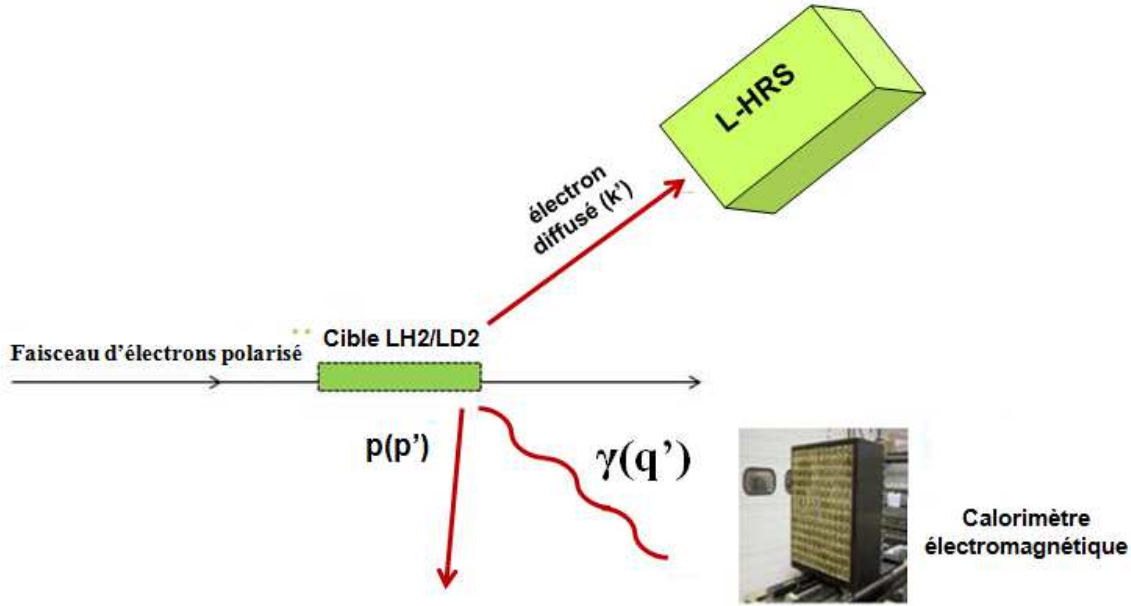 L-HRS
électron
diffusé (k’)
Cible LH2/LD2
Faisceau d’électrons polarisé
p(p’)
γ(q’)
Calorimètre
électromagnétique